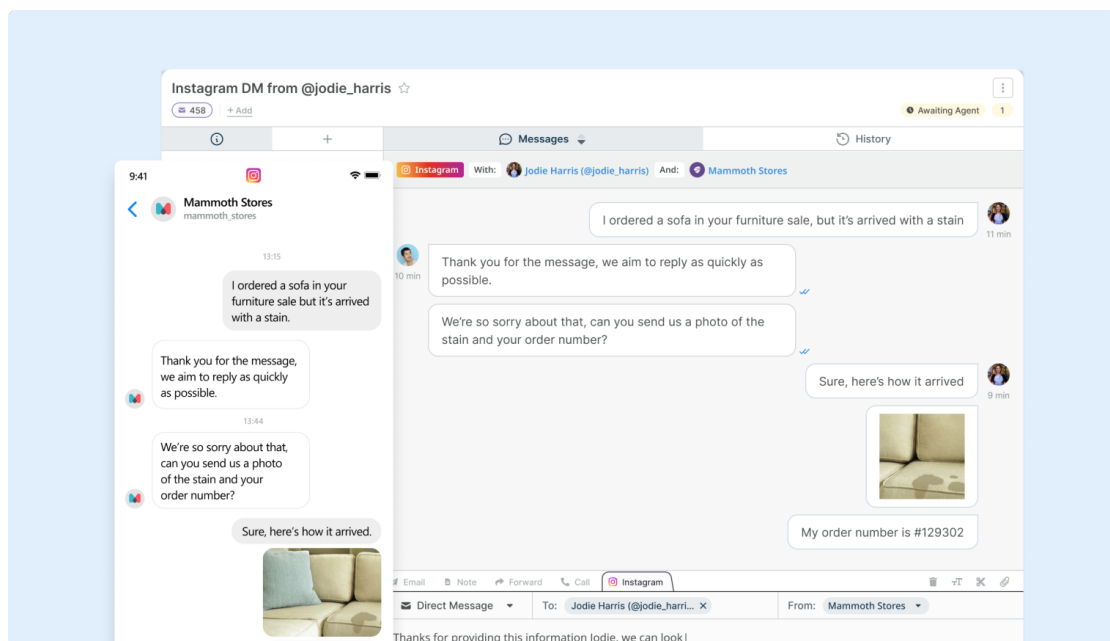 Instagram DM from @jodie_harris
458
+ Add
Awaiting Agent
1
+
Messages
History
Instagram
With:
Jodie Harris (@jodie_harris)
And:
Mammoth Stores
I ordered a sofa in your furniture sale, but it's arrived with a stain
11 min
10 min
Thank you for the message, we aim to reply as quickly as
possible.
We're so sorry about that, can you send us a photo of the
stain and your order number?
Sure, here's how it arrived
9 min
My order number is #129302
Email
Note
Forward
Call
Instagram
Direct Message
To:
Jodie Harris (@jodie_harri...
From:
Mammoth Stores
Thanks for providing this information Jodie, we can look
9:41
Mammoth Stores
mammoth_stores
13:15
I ordered a sofa in your
furniture sale but it's arrived
with a stain.
Thank you for the message,
we aim to reply as quickly
as possible.
13:44
We're so sorry about that,
can you send us a photo
of the stain and your
order number?
Sure, here's how it arrived.